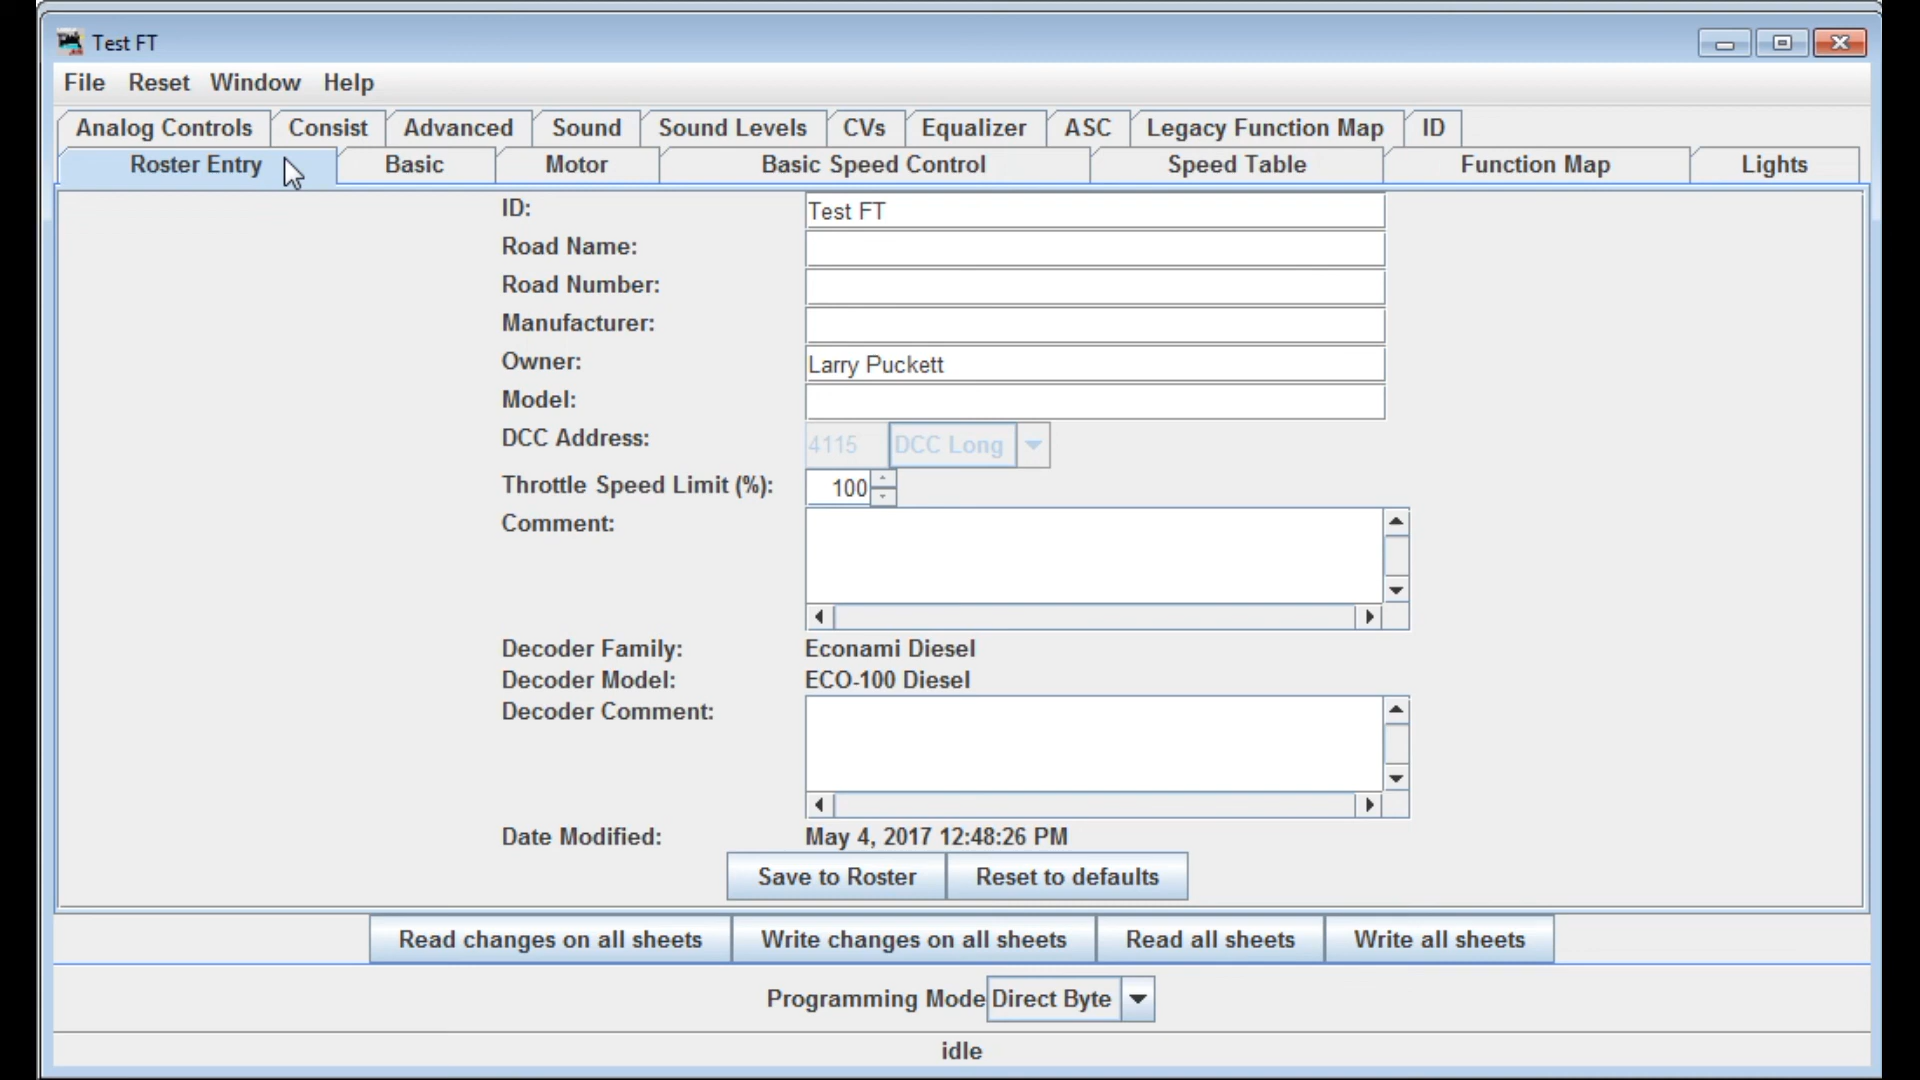 Test FT
File Reset Window Help
Analog Controls Consist Advanced Sound Sound Levels CVs Equalizer ASC Legacy Function Map ID
Roster Entry Basic Motor Basic Speed Control Speed Table Function Map Lights
ID: Test FT
Road Name:
Road Number:
Manufacturer:
Owner: Larry Puckett
Model:
DCC Address: 4115 DCC Long
Throttle Speed Limit (%): 100
Comment:
Decoder Family: Econami Diesel
Decoder Model: ECO-100 Diesel
Decoder Comment:
Date Modified: May 4, 2017 12:48:26 PM
Save to Roster Reset to defaults
Read changes on all sheets Write changes on all sheets Read all sheets Write all sheets
Programming Mode Direct Byte
idle